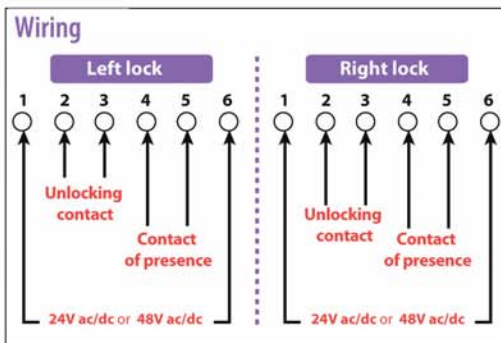 Wiring
Left lock
1 2 3 4 5 6
Unlocking
contact
Contact
of presence
24V ac/dc or 48V ac/dc
Right lock
1 2 3 4 5 6
Unlocking
contact
Contact
of presence
24V ac/dc or 48V ac/dc